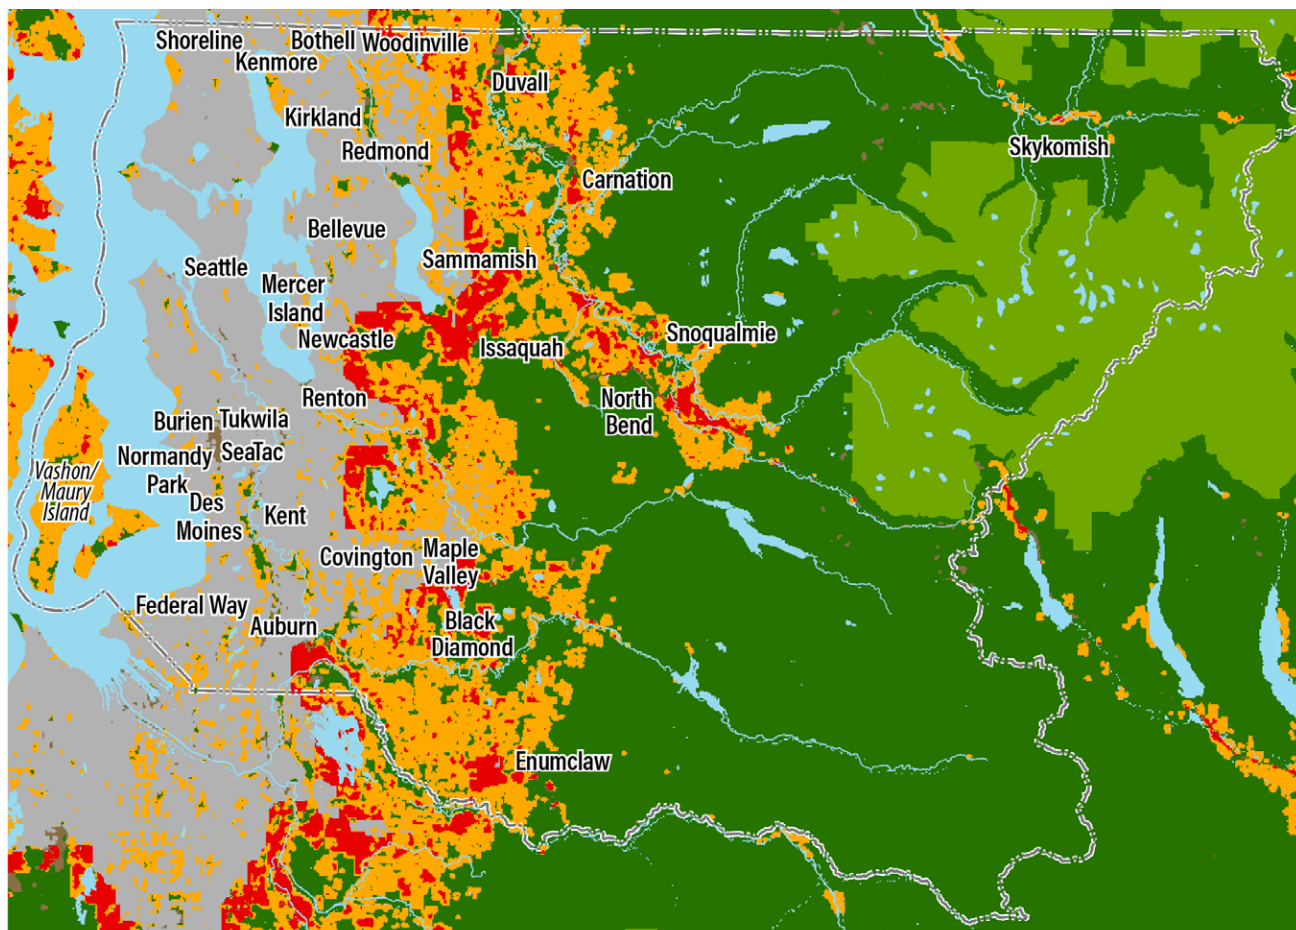 Shoreline
Bothell
Woodinville
Kenmore
Duvall
Kirkland
Redmond
Skykomish
Carnation
Bellevue
Sammamish
Seattle
Mercer
Island
Newcastle
Issaquah
Snoqualmie
Renton
North
Bend
Burien
Tukwila
Normandy
Park
SeaTac
Vashon/
Maury
Island
Des
Moines
Kent
Covington
Maple
Valley
Federal Way
Auburn
Black
Diamond
Enumclaw